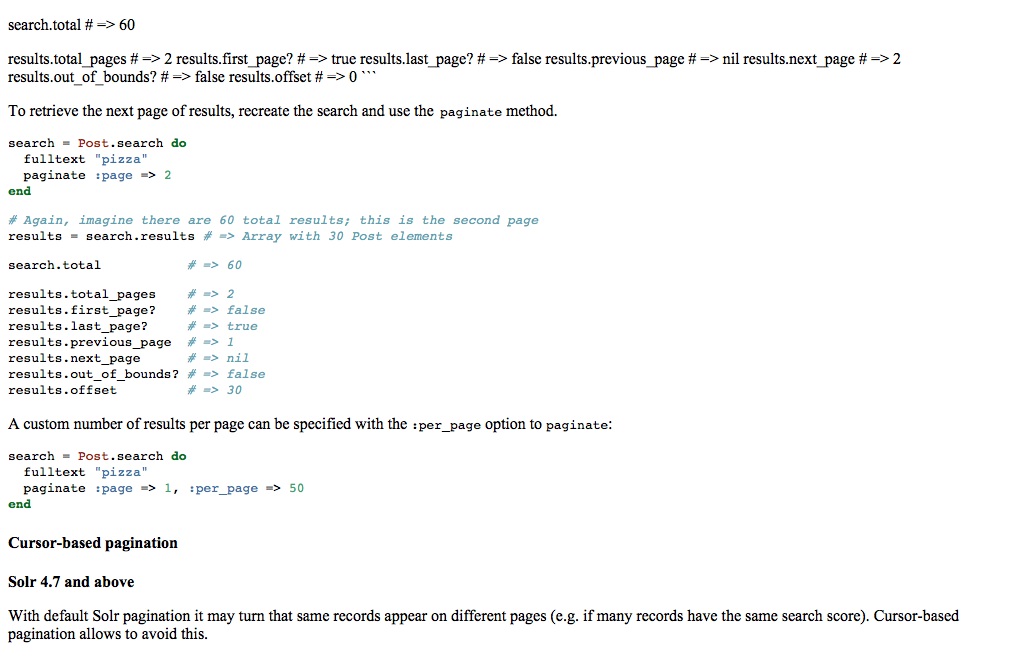 search.total # => 60
results.total_pages # => 2 results.first_page? # => true results.last_page? # => false results.previous_page # => nil results.next_page # => 2
results.out_of_bounds? # => false results.offset # => 0 ```
To retrieve the next page of results, recreate the search and use the paginate method.
search = Post.search do
  fulltext "pizza"
  paginate :page => 2
end
# Again, imagine there are 60 total results; this is the second page
results = search.results # => Array with 30 Post elements
search.total           # => 60
results.total_pages    # => 2
results.first_page?    # => false
results.last_page?     # => true
results.previous_page  # => 1
results.next_page      # => nil
results.out_of_bounds? # => false
results.offset         # => 30
A custom number of results per page can be specified with the :per_page option to paginate:
search = Post.search do
  fulltext "pizza"
  paginate :page => 1, :per_page => 50
end
Cursor-based pagination
Solr 4.7 and above
With default Solr pagination it may turn that same records appear on different pages (e.g. if many records have the same search score). Cursor-based
pagination allows to avoid this.